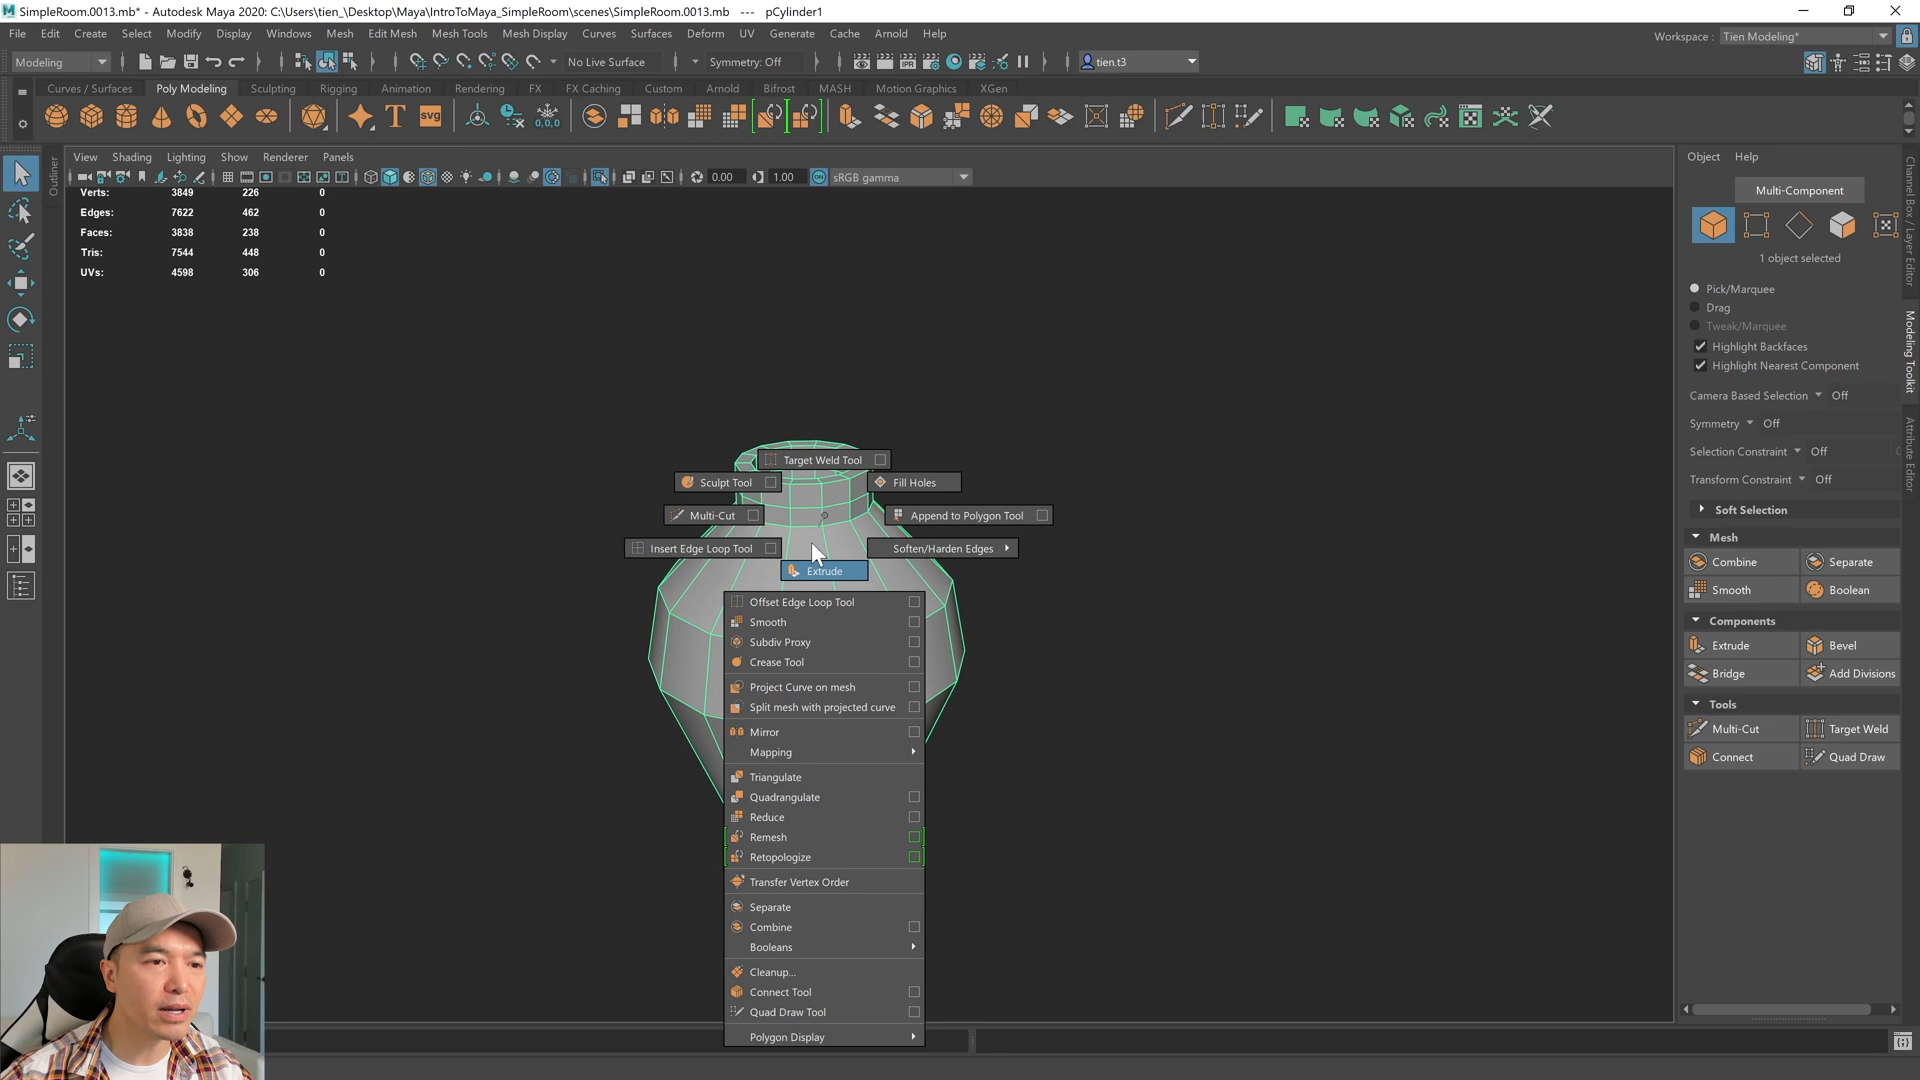 SimpleRoom.0013.mb* - Autodesk Maya 2020: C:\Users\tien_\Desktop\Maya\IntroToMaya_SimpleRoom\scenes\SimpleRoom.0013.mb --- pCylinder1
File Edit Create Select Modify Display Windows Mesh Edit Mesh Mesh Tools Mesh Display Curves Surfaces Deform UV Generate Cache Arnold Help
Workspace : Tien Modeling*
Modeling
No Live Surface
Symmetry: Off
tien.t3
Curves / Surfaces Poly Modeling Sculpting Rigging Animation Rendering FX FX Caching Custom Arnold Bifrost MASH Motion Graphics XGen
T svg 0,0,0
Outliner
View Shading Lighting Show Renderer Panels
0.00 1.00 ON sRGB gamma
Verts: 3849 226 0
Edges: 7622 462 0
Faces: 3838 238 0
Tris: 7544 448 0
UVs: 4598 306 0
Target Weld Tool
Sculpt Tool
Fill Holes
Multi-Cut
Append to Polygon Tool
Insert Edge Loop Tool
Soften/Harden Edges
Extrude
Offset Edge Loop Tool
Smooth
Subdiv Proxy
Crease Tool
Project Curve on mesh
Split mesh with projected curve
Mirror
Mapping
Triangulate
Quadrangulate
Reduce
Remesh
Retopologize
Transfer Vertex Order
Separate
Combine
Booleans
Cleanup...
Connect Tool
Quad Draw Tool
Polygon Display
Object Help
Multi-Component
1 object selected
Pick/Marquee
Drag
Tweak/Marquee
Highlight Backfaces
Highlight Nearest Component
Camera Based Selection Off
Symmetry Off
Selection Constraint Off
Transform Constraint Off
Soft Selection
Mesh
Combine Separate
Smooth Boolean
Components
Extrude Bevel
Bridge Add Divisions
Tools
Multi-Cut Target Weld
Connect Quad Draw
Channel Box / Layer Editor
Modeling Toolkit
Attribute Editor